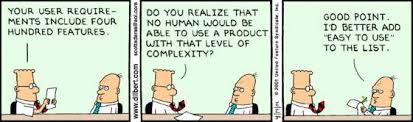 YOUR USER REQUIRE-
MENTS INCLUDE FOUR
HUNDRED FEATURES.
DO YOU REALIZE THAT
NO HUMAN WOULD BE
ABLE TO USE A PRODUCT
WITH THAT LEVEL OF
COMPLEXITY?
GOOD POINT.
I'D BETTER ADD
"EASY TO USE"
TO THE LIST.
www.dilbert.com
scottadams@aol.com
© 2001 United Feature Syndicate, Inc.